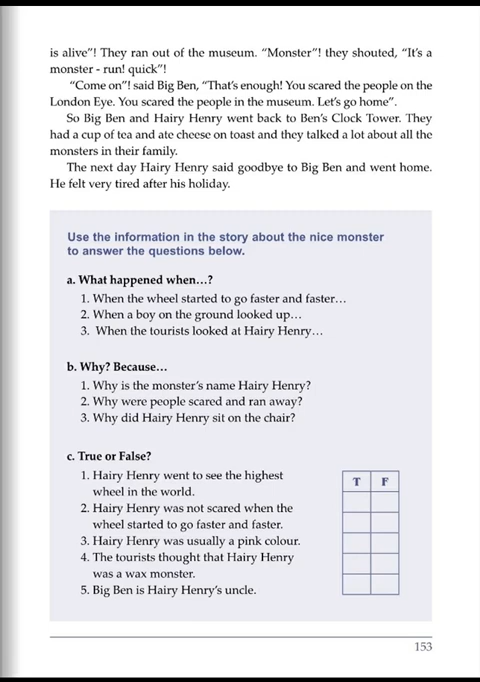 is alive"! They ran out of the museum. "Monster"! they shouted, "It's a
monster - run! quick"!
"Come on"! said Big Ben, "That's enough! You scared the people on the
London Eye. You scared the people in the museum. Let's go home".
So Big Ben and Hairy Henry went back to Ben's Clock Tower. They
had a cup of tea and ate cheese on toast and they talked a lot about all the
monsters in their family.
The next day Hairy Henry said goodbye to Big Ben and went home.
He felt very tired after his holiday.
Use the information in the story about the nice monster
to answer the questions below.
a. What happened when...?
1. When the wheel started to go faster and faster...
2. When a boy on the ground looked up...
3. When the tourists looked at Hairy Henry...
b. Why? Because...
1. Why is the monster's name Hairy Henry?
2. Why were people scared and ran away?
3. Why did Hairy Henry sit on the chair?
c. True or False?
1. Hairy Henry went to see the highest
wheel in the world.
2. Hairy Henry was not scared when the
wheel started to go faster and faster.
3. Hairy Henry was usually a pink colour.
4. The tourists thought that Hairy Henry
was a wax monster.
5. Big Ben is Hairy Henry's uncle.
T F
153